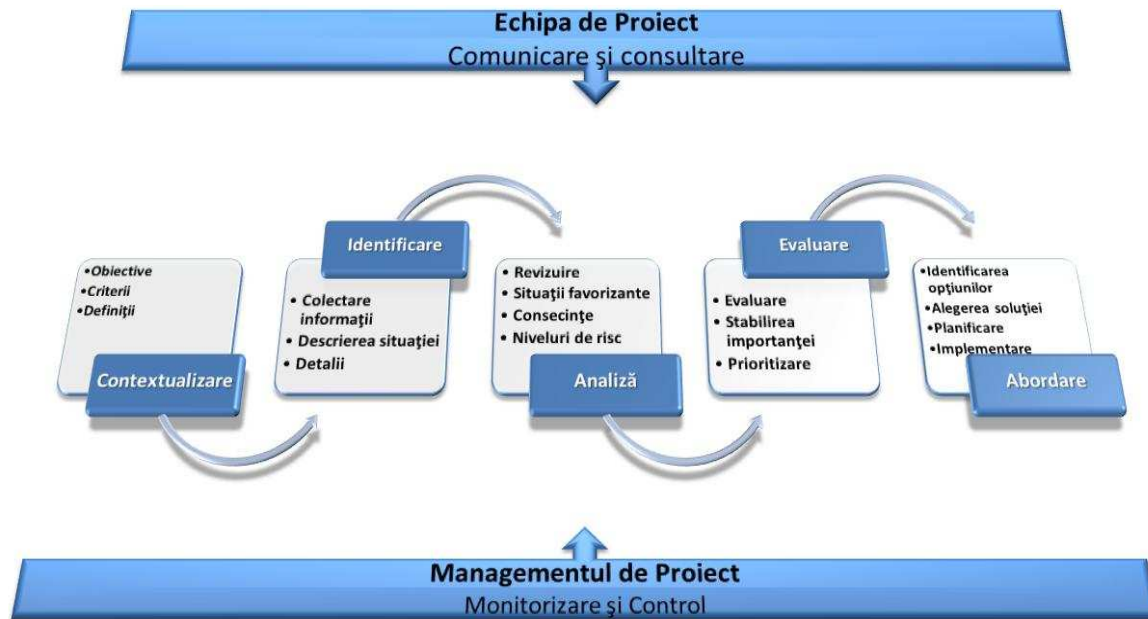 Echipa de Proiect
Comunicare şi consultare
•Obiective
•Criterii
•Definiţii
Contextualizare
Identificare
• Colectare
informaţii
• Descrierea situaţiei
• Detalii
• Revizuire
• Situaţii favorizante
• Consecinţe
• Niveluri de risc
Analiză
Evaluare
• Evaluare
• Stabilirea
importanţei
• Prioritizare
•Identificarea
opţiunilor
•Alegerea soluţiei
•Planificare
•Implementare
Abordare
Managementul de Proiect
Monitorizare şi Control